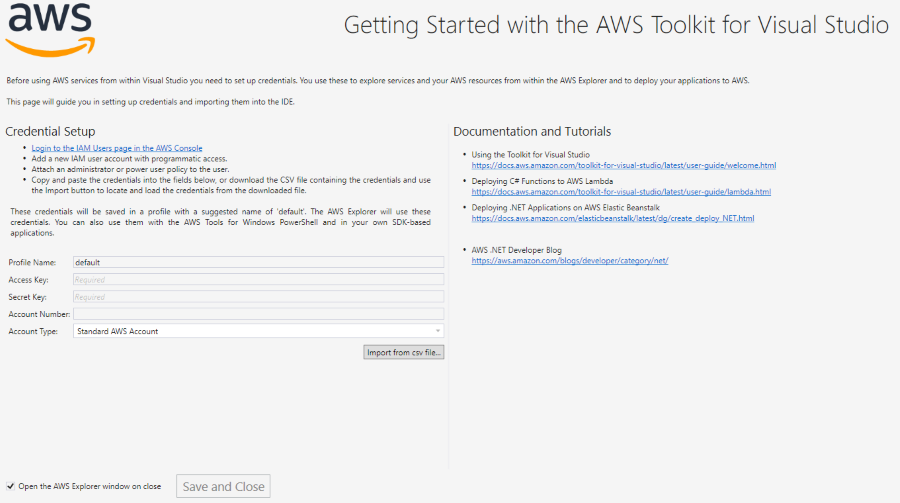 aws
Getting Started with the AWS Toolkit for Visual Studio
Before using AWS services from within Visual Studio you need to set up credentials. You use these to explore services and your AWS resources from within the AWS Explorer and to deploy your applications to AWS.
This page will guide you in setting up credentials and importing them into the IDE.
Credential Setup
• Login to the IAM Users page in the AWS Console
• Add a new IAM user account with programmatic access.
• Attach an administrator or power user policy to the user.
• Copy and paste the credentials into the fields below, or download the CSV file containing the credentials and use
the Import button to locate and load the credentials from the downloaded file.
These credentials will be saved in a profile with a suggested name of 'default'. The AWS Explorer will use these
credentials. You can also use them with the AWS Tools for Windows PowerShell and in your own SDK-based
applications.
Profile Name: default
Access Key: Required
Secret Key: Required
Account Number:
Account Type: Standard AWS Account
Import from csv file...
Documentation and Tutorials
• Using the Toolkit for Visual Studio
https://docs.aws.amazon.com/toolkit-for-visual-studio/latest/user-guide/welcome.html
• Deploying C# Functions to AWS Lambda
https://docs.aws.amazon.com/toolkit-for-visual-studio/latest/user-guide/lambda.html
• Deploying .NET Applications on AWS Elastic Beanstalk
https://docs.aws.amazon.com/elasticbeanstalk/latest/dg/create_deploy_NET.html
• AWS .NET Developer Blog
https://aws.amazon.com/blogs/developer/category/net/
Open the AWS Explorer window on close
Save and Close